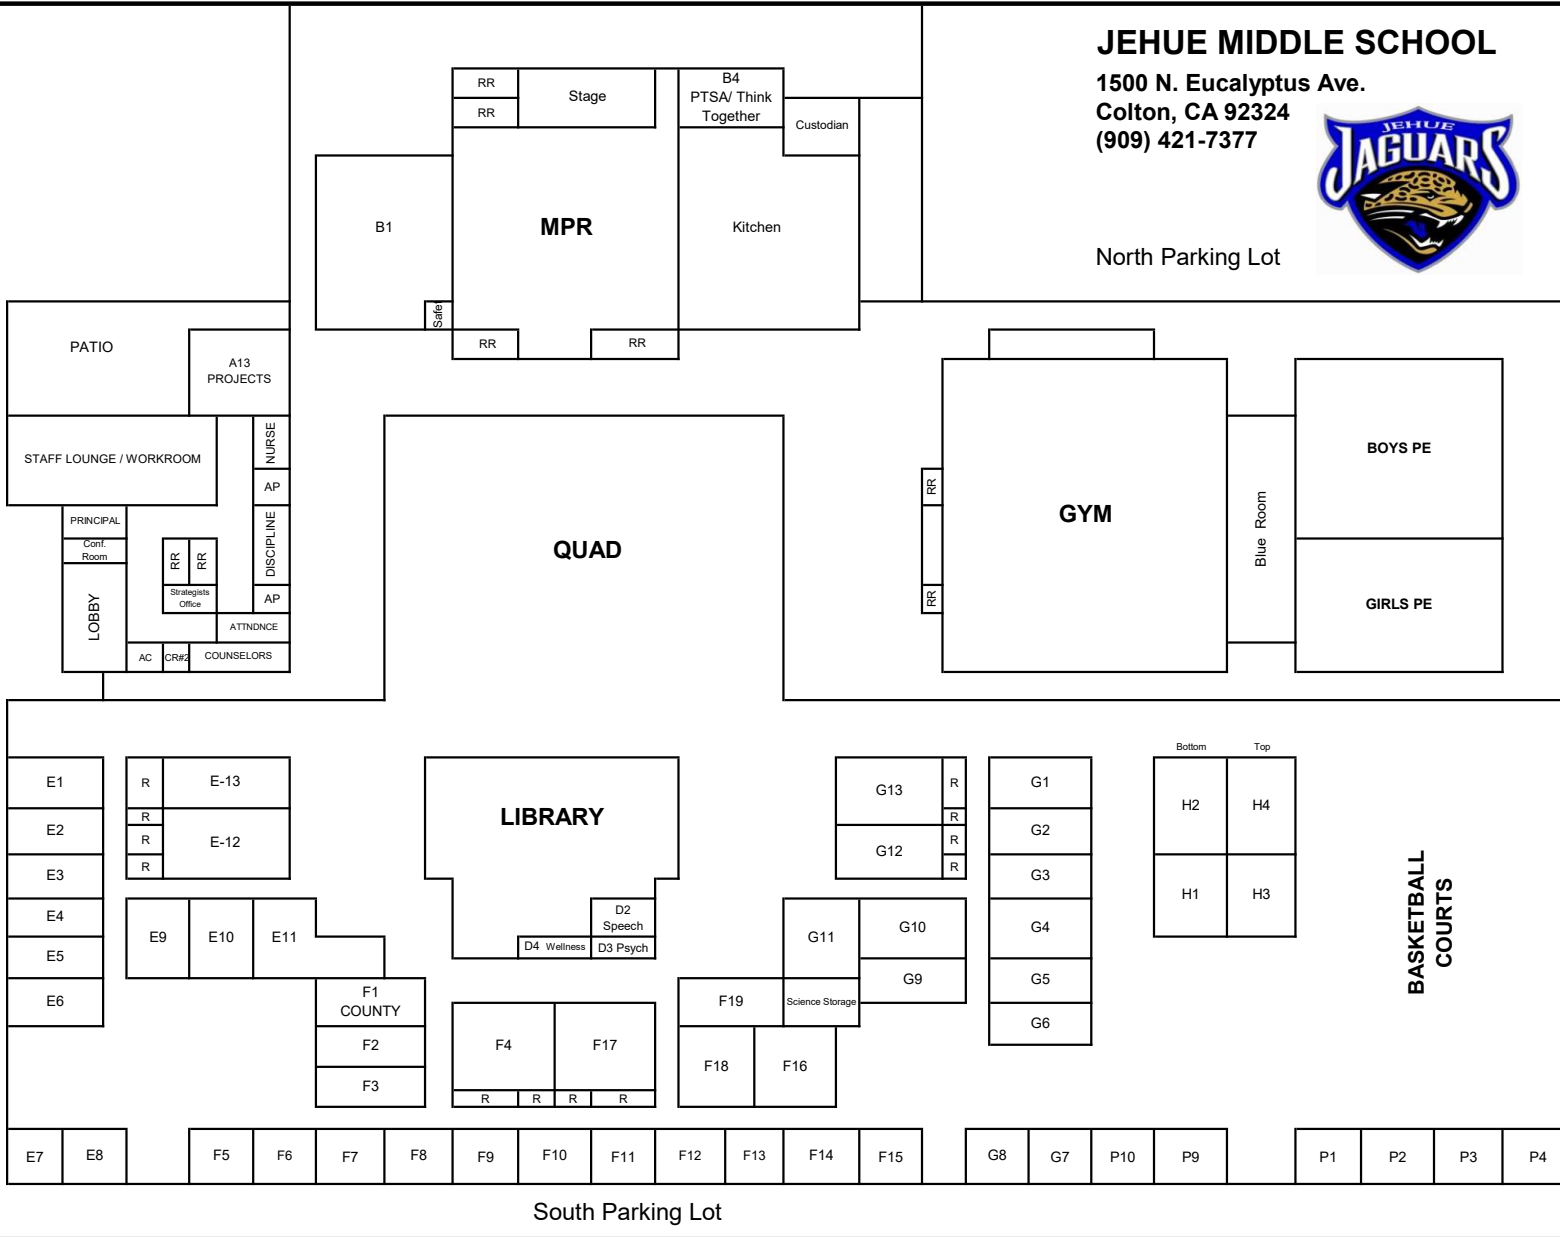 JEHUE MIDDLE SCHOOL
1500 N. Eucalyptus Ave.
Colton, CA 92324
(909) 421-7377
JEHUE
JAGUARS
North Parking Lot
RR
RR
Stage
B4
PTSA/ Think
Together
Custodian
B1
MPR
Kitchen
Safet
RR
RR
PATIO
A13
PROJECTS
STAFF LOUNGE / WORKROOM
NURSE
AP
PRINCIPAL
Conf.
Room
DISCIPLINE
RR
RR
Strategists
Office
AP
LOBBY
ATTNDNCE
AC
CR#2
COUNSELORS
QUAD
RR
RR
GYM
Blue Room
BOYS PE
GIRLS PE
E1
E2
E3
E4
E5
E6
R
R
R
R
E-13
E-12
E9
E10
E11
F1
COUNTY
F2
F3
LIBRARY
D2
Speech
D4 Wellness
D3 Psych
F4
F17
R
R
R
R
G13
G12
R
R
R
R
G11
G10
G9
F19
Science Storage
F18
F16
G1
G2
G3
G4
G5
G6
Bottom
Top
H2
H4
H1
H3
BASKETBALL
COURTS
E7
E8
F5
F6
F7
F8
F9
F10
F11
F12
F13
F14
F15
G8
G7
P10
P9
P1
P2
P3
P4
South Parking Lot